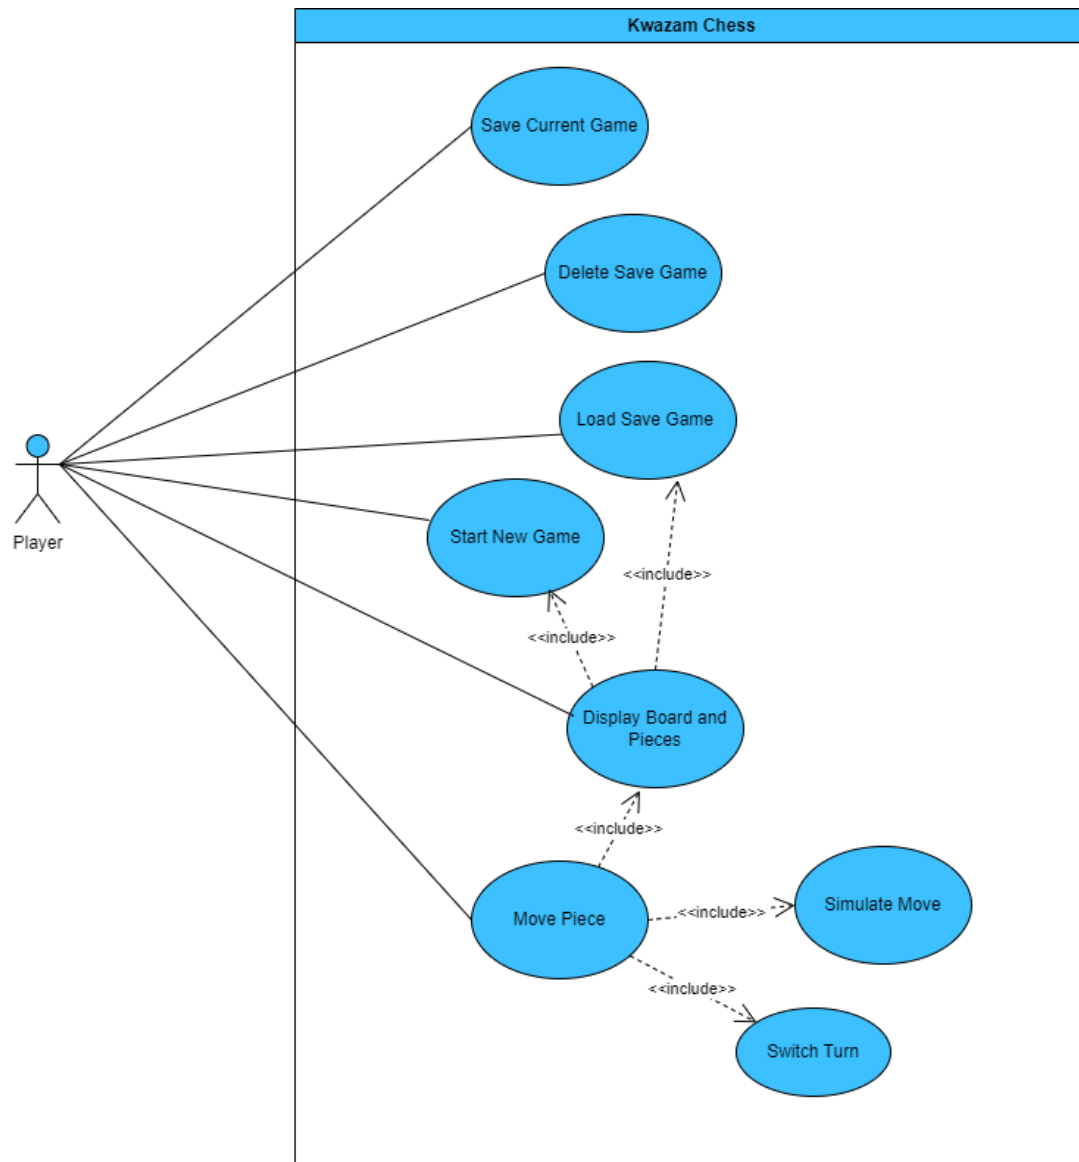 Kwazam Chess
Save Current Game
Delete Save Game
Load Save Game
Start New Game
Player
<<include>>
<<include>>
Display Board and
Pieces
<<include>>
Move Piece
<<include>>
Simulate Move
<<include>>
Switch Turn